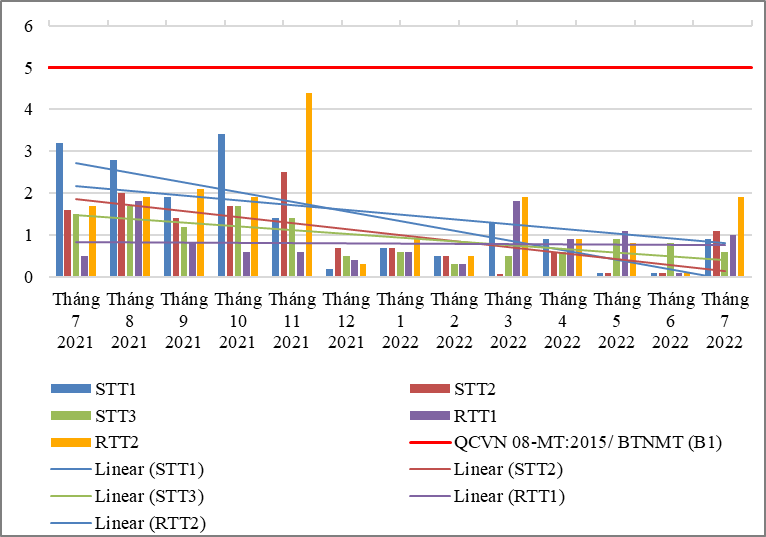 6
5
4
3
2
1
0
Tháng 7 2021
Tháng 8 2021
Tháng 9 2021
Tháng 10 2021
Tháng 11 2021
Tháng 12 2021
Tháng 1 2022
Tháng 2 2022
Tháng 3 2022
Tháng 4 2022
Tháng 5 2022
Tháng 6 2022
Tháng 7 2022
STT1
STT2
STT3
RTT1
RTT2
QCVN 08-MT:2015/ BTNMT (B1)
Linear (STT1)
Linear (STT2)
Linear (STT3)
Linear (RTT1)
Linear (RTT2)